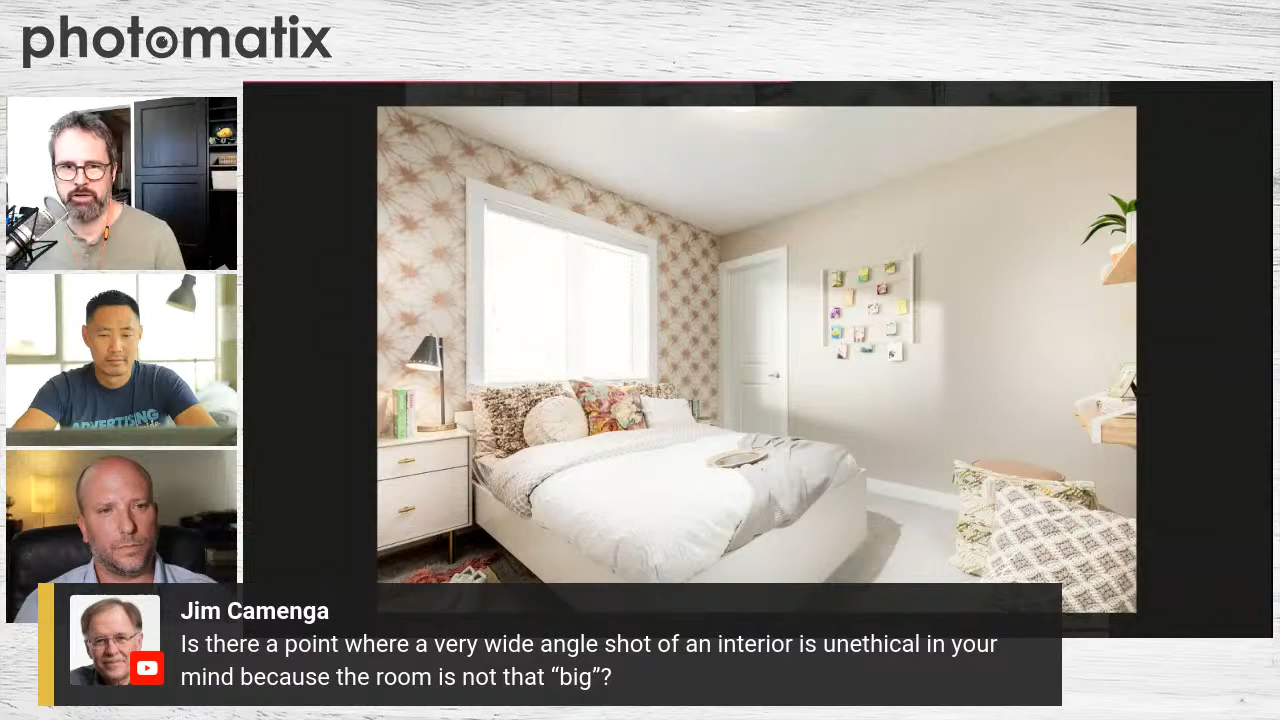 photomatix
ADVERTISING
Jim Camenga
Is there a point where a very wide angle shot of an interior is unethical in your
mind because the room is not that “big”?